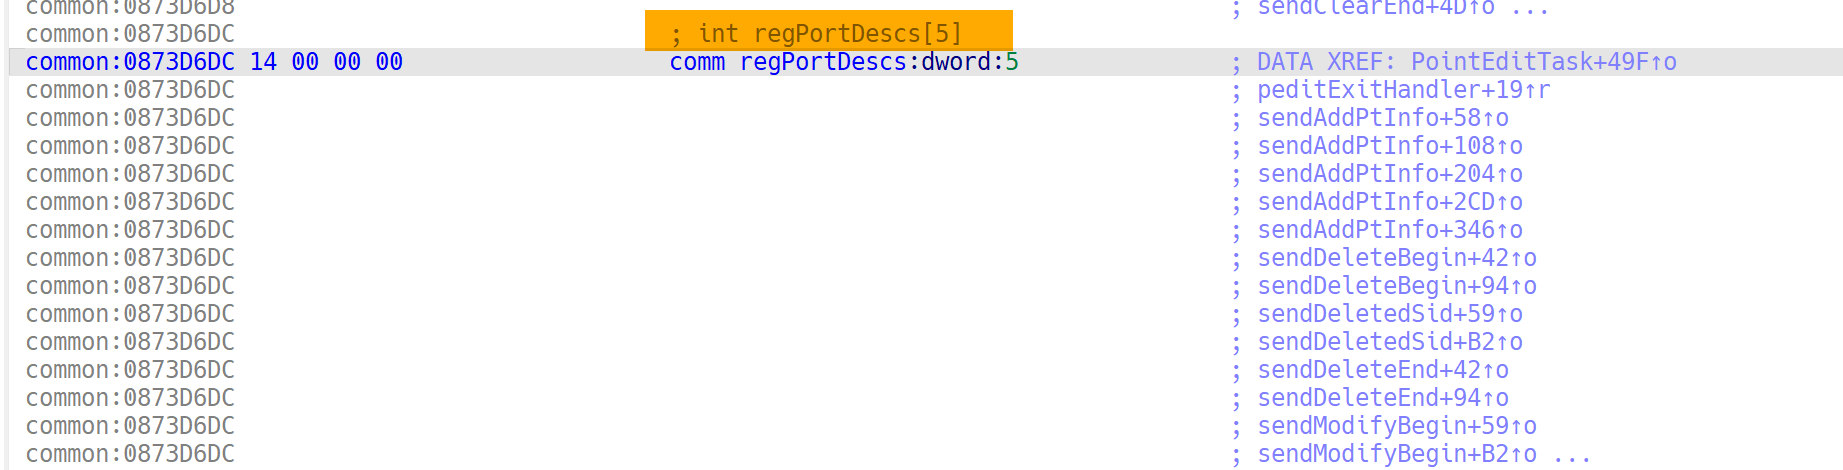 common:0873D6D8 ; sendClearEnd+4D↑o ...
common:0873D6DC ; int regPortDescs[5]
common:0873D6DC 14 00 00 00 comm regPortDescs:dword:5 ; DATA XREF: PointEditTask+49F↑o
common:0873D6DC ; peditExitHandler+19↑r
common:0873D6DC ; sendAddPtInfo+58↑o
common:0873D6DC ; sendAddPtInfo+108↑o
common:0873D6DC ; sendAddPtInfo+204↑o
common:0873D6DC ; sendAddPtInfo+2CD↑o
common:0873D6DC ; sendAddPtInfo+346↑o
common:0873D6DC ; sendDeleteBegin+42↑o
common:0873D6DC ; sendDeleteBegin+94↑o
common:0873D6DC ; sendDeletedSid+59↑o
common:0873D6DC ; sendDeletedSid+B2↑o
common:0873D6DC ; sendDeleteEnd+42↑o
common:0873D6DC ; sendDeleteEnd+94↑o
common:0873D6DC ; sendModifyBegin+59↑o
common:0873D6DC ; sendModifyBegin+B2↑o ...